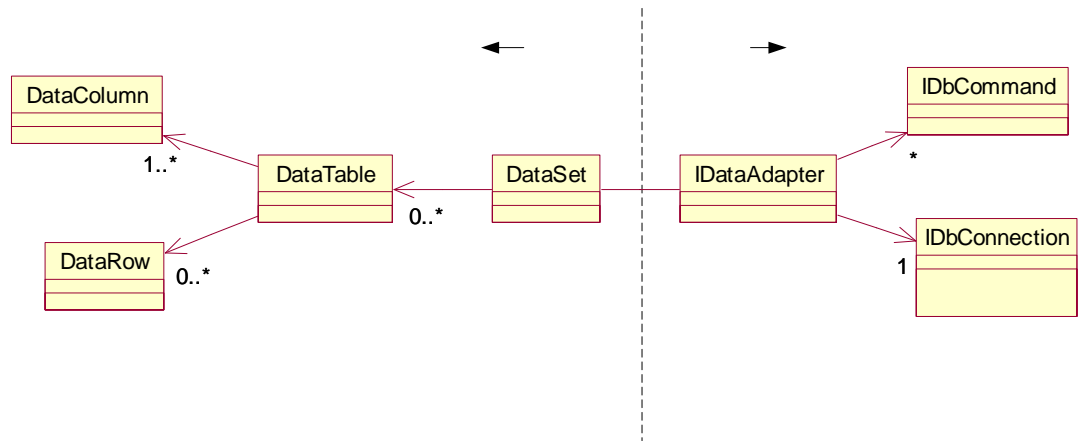 DataColumn
1..*
DataTable
0..*
DataRow
0..*
DataSet
IDataAdapter
IDbCommand
*
IDbConnection
1